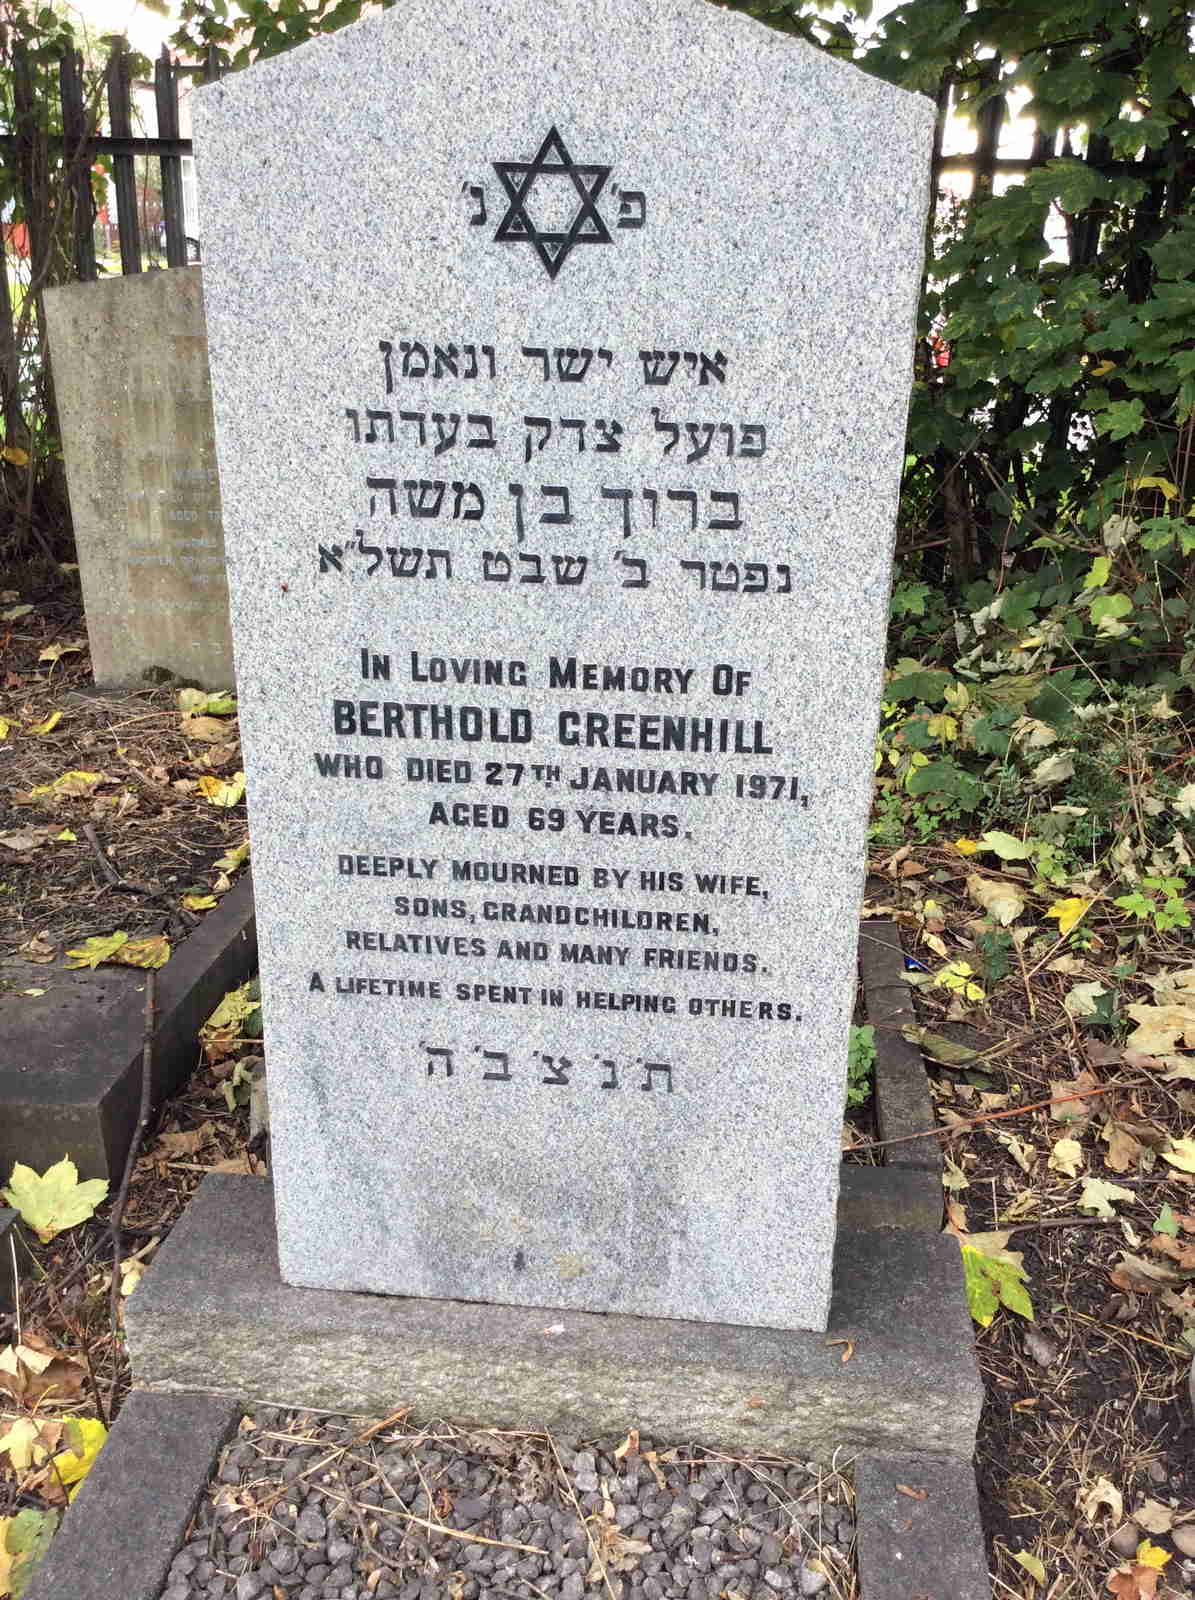 פ' נ'
איש ישר ונאמן
פועל צדק בעדתו
ברוך בן משה
נפטר ב' שבט תשל"א
IN LOVING MEMORY OF
BERTHOLD GREENHILL
WHO DIED 27TH JANUARY 1971,
AGED 69 YEARS.
DEEPLY MOURNED BY HIS WIFE,
SONS, GRANDCHILDREN,
RELATIVES AND MANY FRIENDS.
A LIFETIME SPENT IN HELPING OTHERS.
ת' נ' צ' ב' ה'